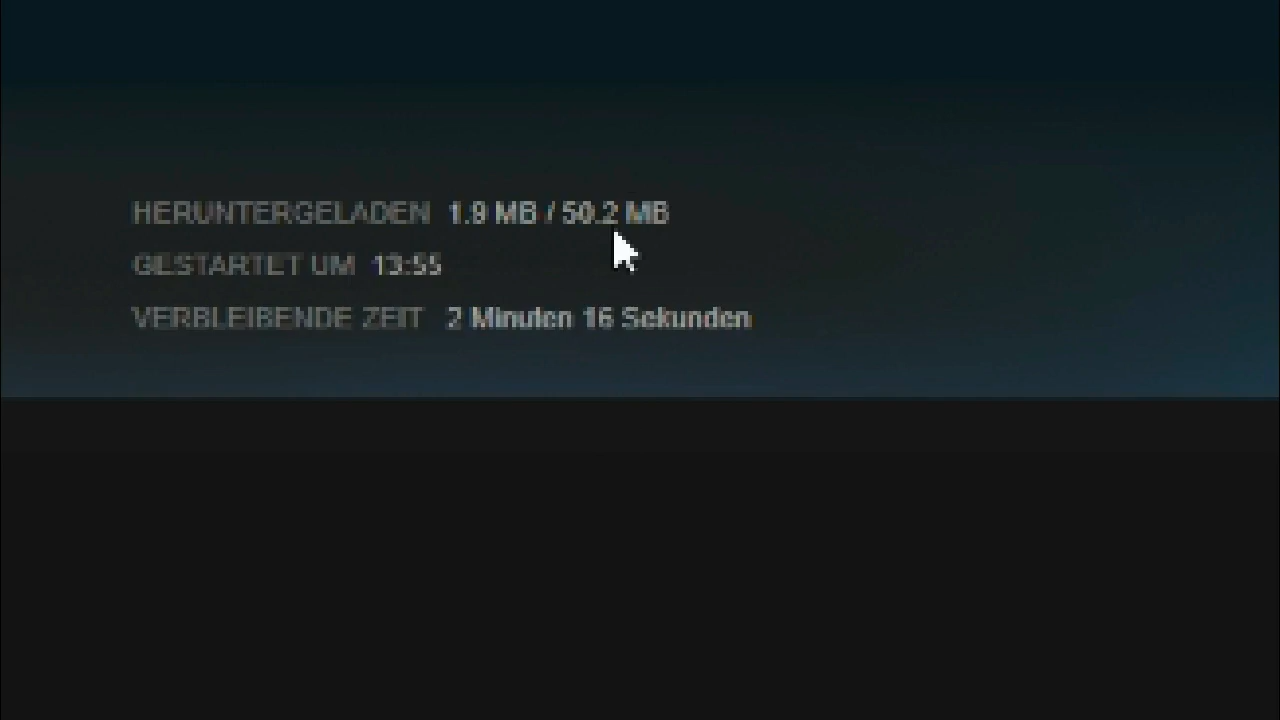 HERUNTERGELADEN 1.9 MB / 50.2 MB
GESTARTET UM 13:55
VERBLEIBENDE ZEIT 2 Minuten 16 Sekunden